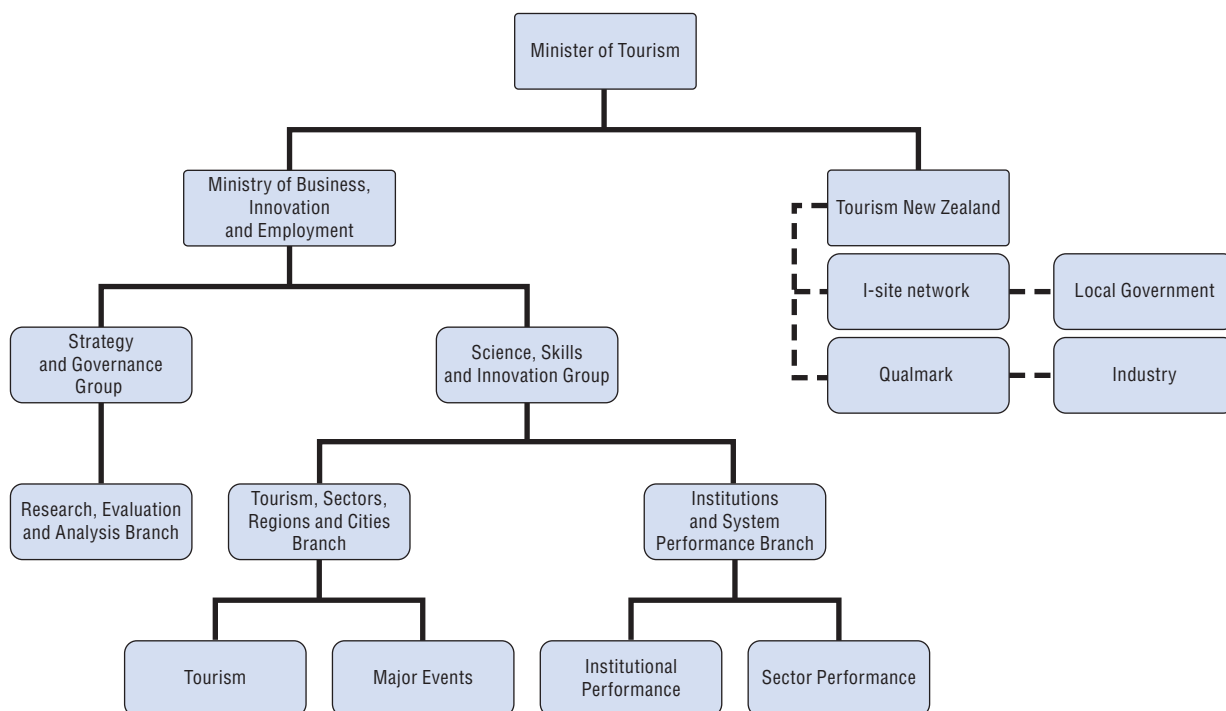 Minister of Tourism
Ministry of Business,
Innovation
and Employment
Tourism New Zealand
I-site network
Local Government
Qualmark
Industry
Strategy
and Governance
Group
Science, Skills
and Innovation Group
Research, Evaluation
and Analysis Branch
Tourism, Sectors,
Regions and Cities
Branch
Institutions
and System
Performance Branch
Tourism
Major Events
Institutional
Performance
Sector Performance